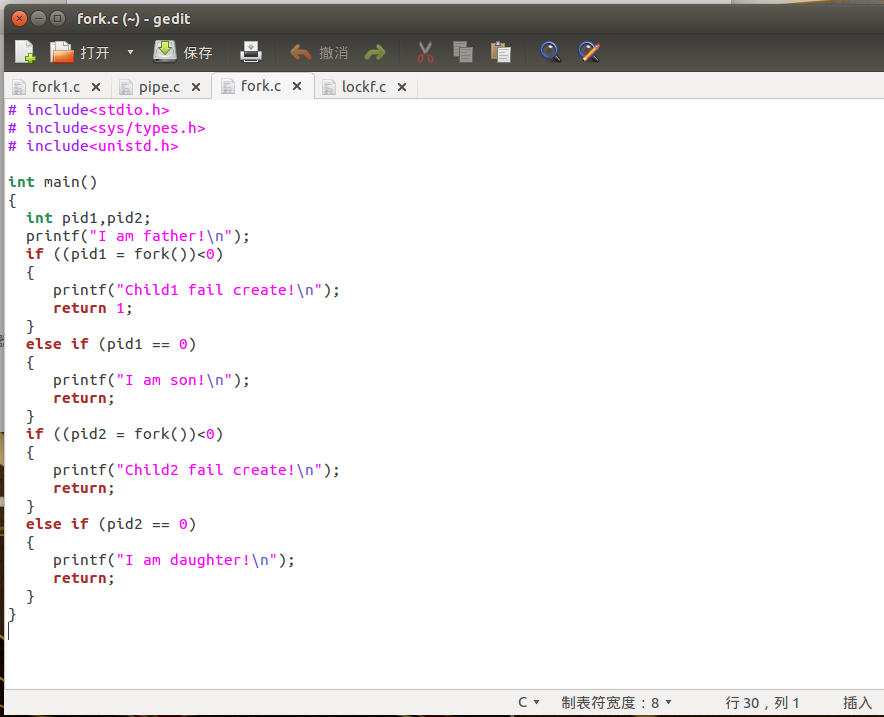 fork.c (~) - gedit
打开 保存 撤消
fork1.c pipe.c fork.c lockf.c
# include<stdio.h>
# include<sys/types.h>
# include<unistd.h>

int main()
{
  int pid1,pid2;
  printf("I am father!\n");
  if ((pid1 = fork())<0)
  {
     printf("Child1 fail create!\n");
     return 1;
  }
  else if (pid1 == 0)
  {
     printf("I am son!\n");
     return;
  }
  if ((pid2 = fork())<0)
  {
     printf("Child2 fail create!\n");
     return;
  }
  else if (pid2 == 0)
  {
     printf("I am daughter!\n");
     return;
  }
}
C 制表符宽度：8 行 30，列 1 插入